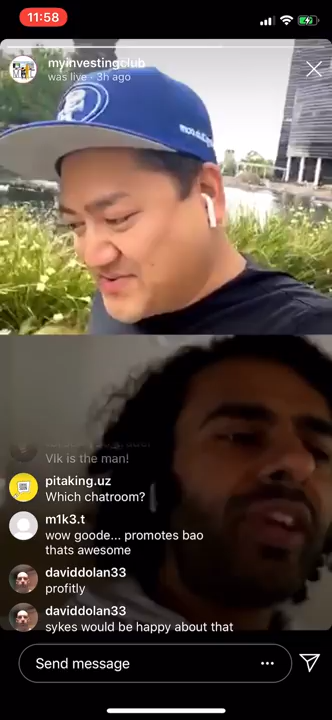 11:58
myinvestingclub
was live · 3h ago
Vlk is the man!
pitaking.uz
Which chatroom?
m1k3.t
wow goode... promotes bao
thats awesome
daviddolan33
profitly
daviddolan33
sykes would be happy about that
Send message